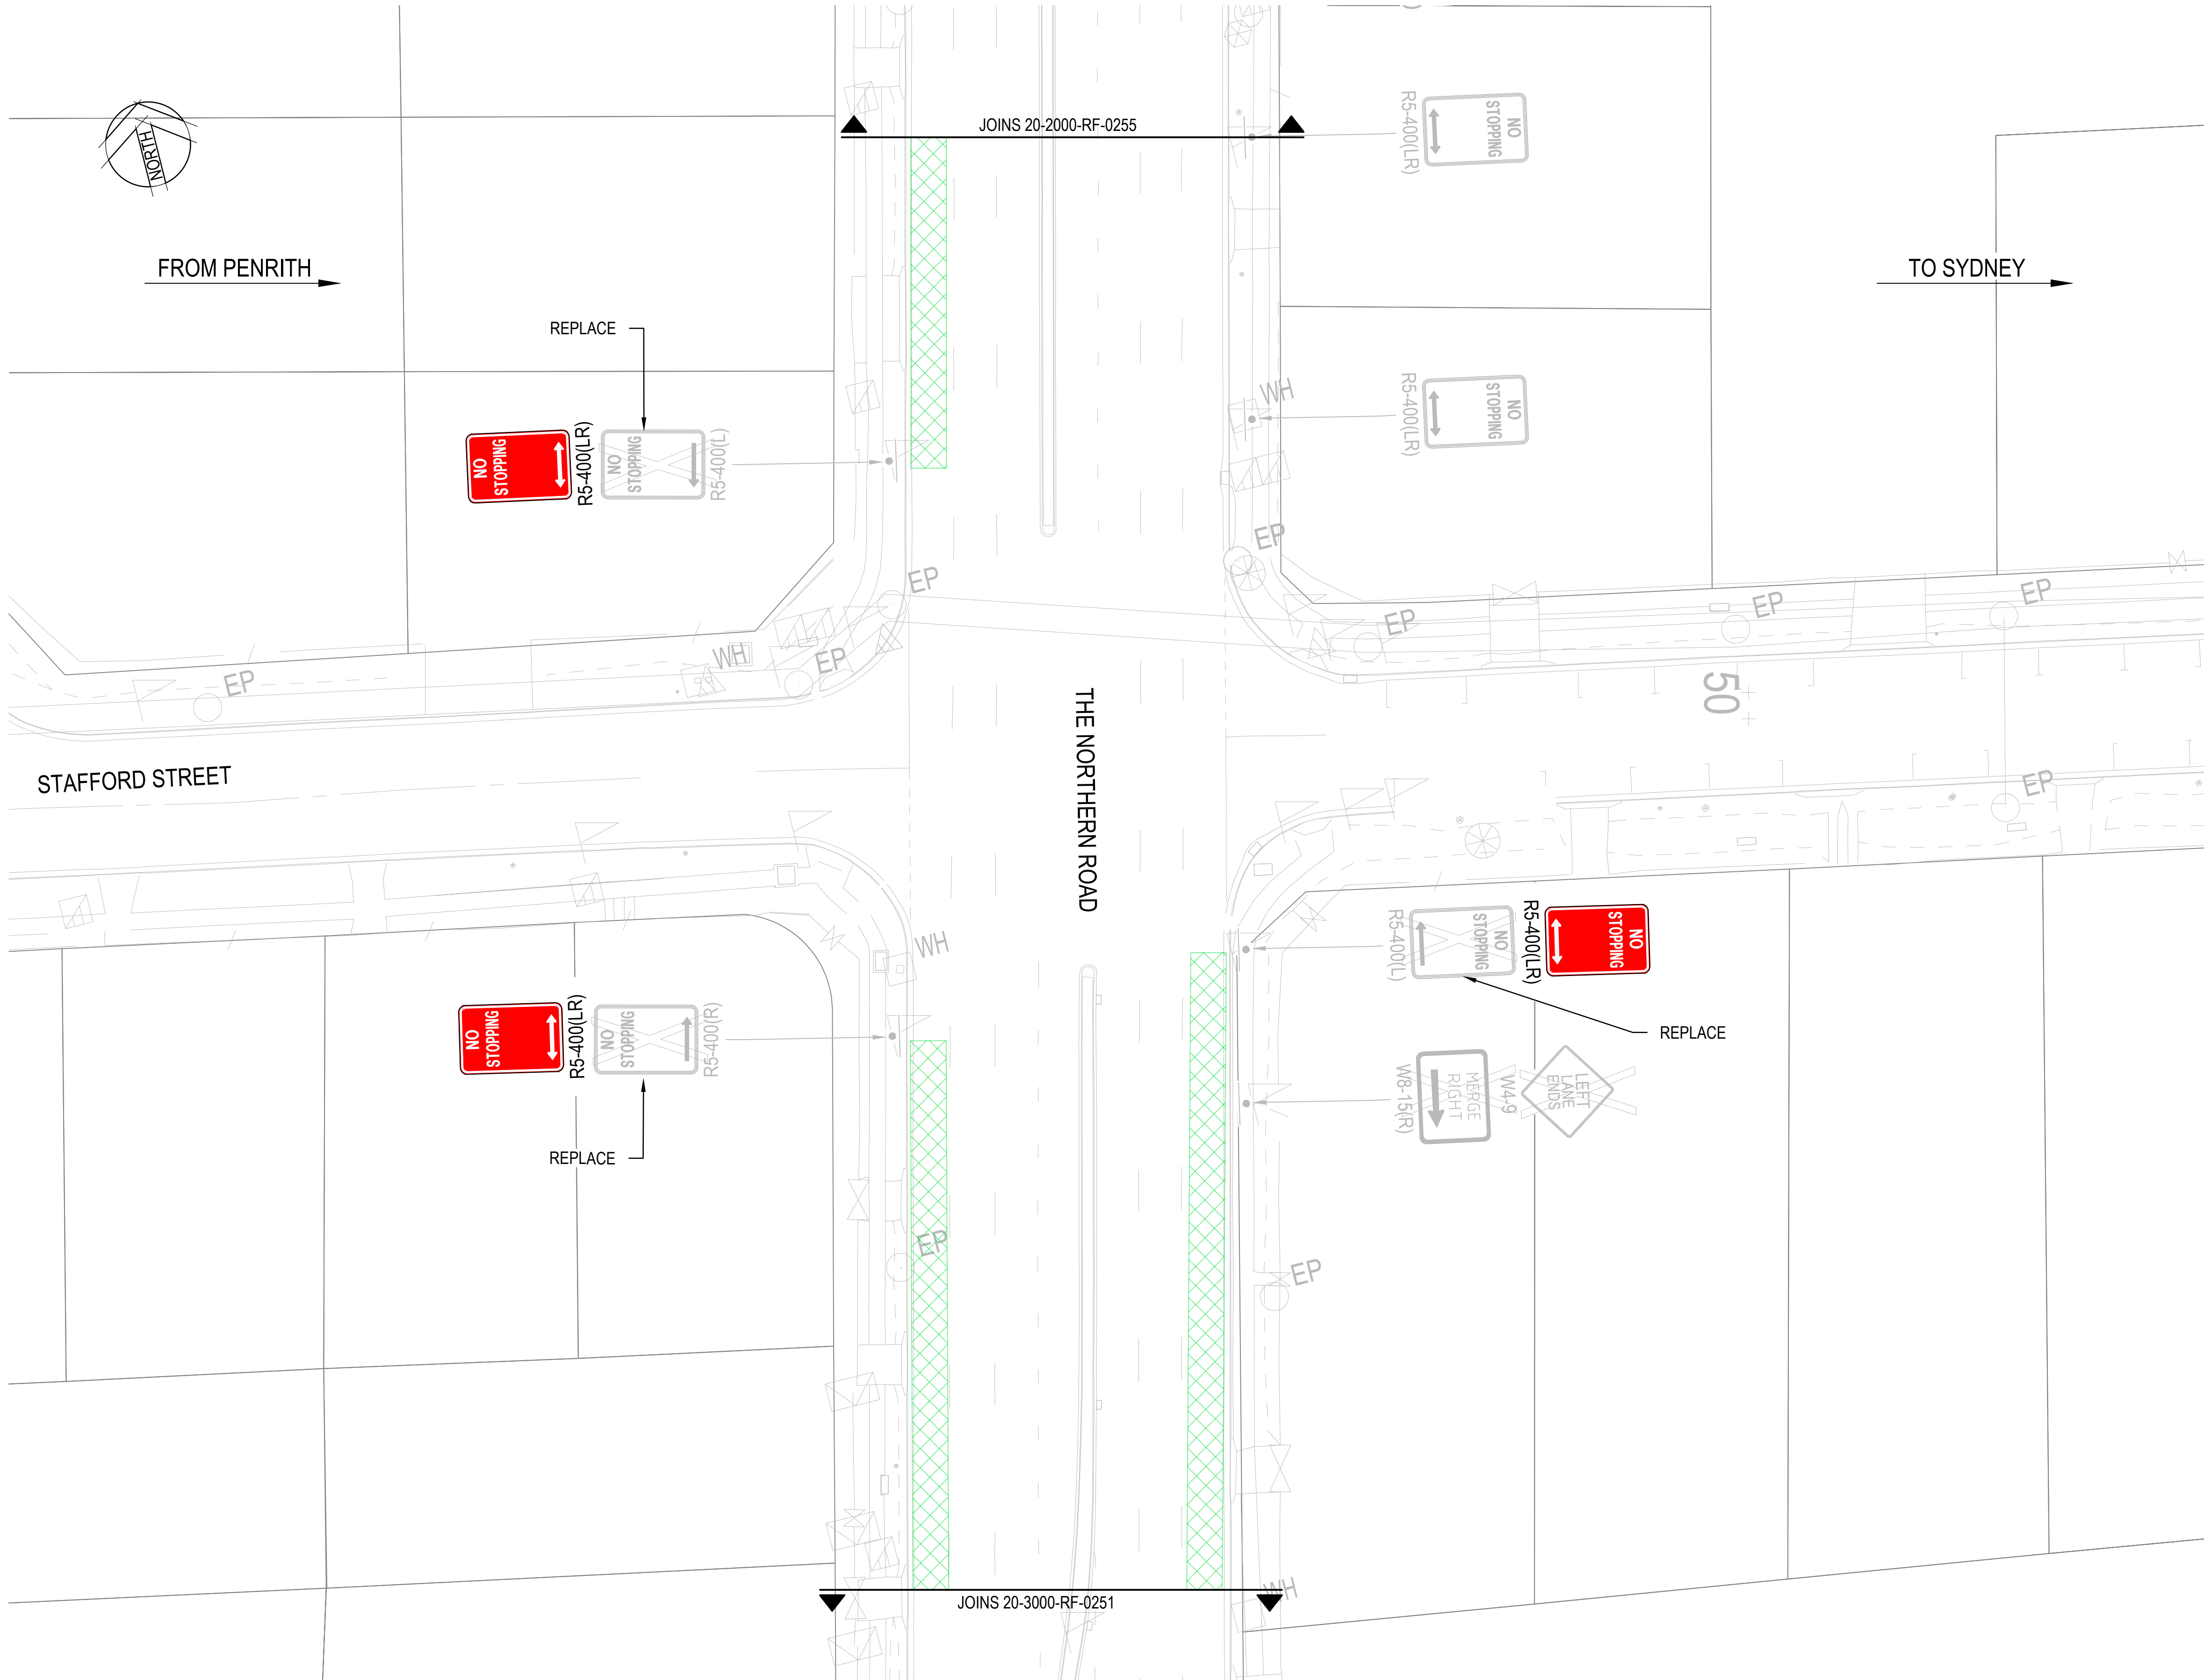 JOINS 20-2000-RF-0255
NORTH
FROM PENRITH
TO SYDNEY
NO
STOPPING
R5-400(LR)
REPLACE
NO
STOPPING
R5-400(LR)
NO
STOPPING
R5-400(L)
WH
NO
STOPPING
R5-400(LR)
EP
EP
EP
EP
EP
EP
WH
EP
50
STAFFORD STREET
THE NORTHERN ROAD
EP
WH
R5-400(L)
NO
STOPPING
R5-400(LR)
NO
STOPPING
REPLACE
NO
STOPPING
R5-400(LR)
NO
STOPPING
R5-400(R)
REPLACE
W8-15(R)
MERGE
RIGHT
W4-9
LEFT
LANE
ENDS
EP
EP
WH
JOINS 20-3000-RF-0251